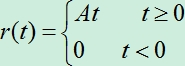 r(t) = { At t ≥ 0
0 t < 0